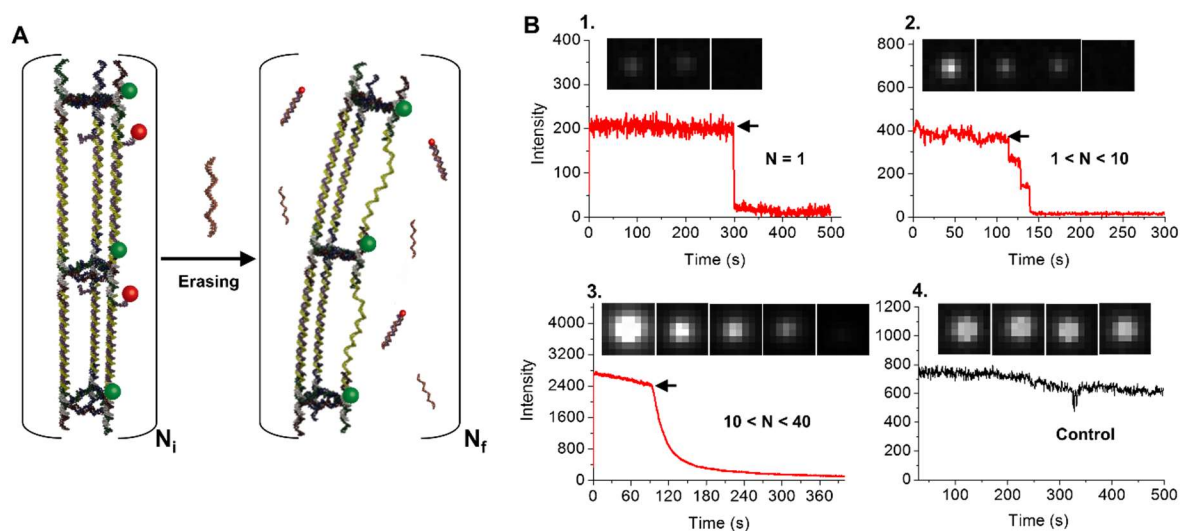 A
Erasing
N_i
N_f
B
1.
400
300
200
100
0
Intensity
N = 1
0 100 200 300 400 500
Time (s)
2.
800
600
400
200
0
1 < N < 10
0 50 100 150 200 250 300
Time (s)
3.
4000
3200
2400
1600
800
0
Intensity
10 < N < 40
0 60 120 180 240 300 360
Time (s)
4.
1200
1000
800
600
400
200
0
Control
100 200 300 400 500
Time (s)